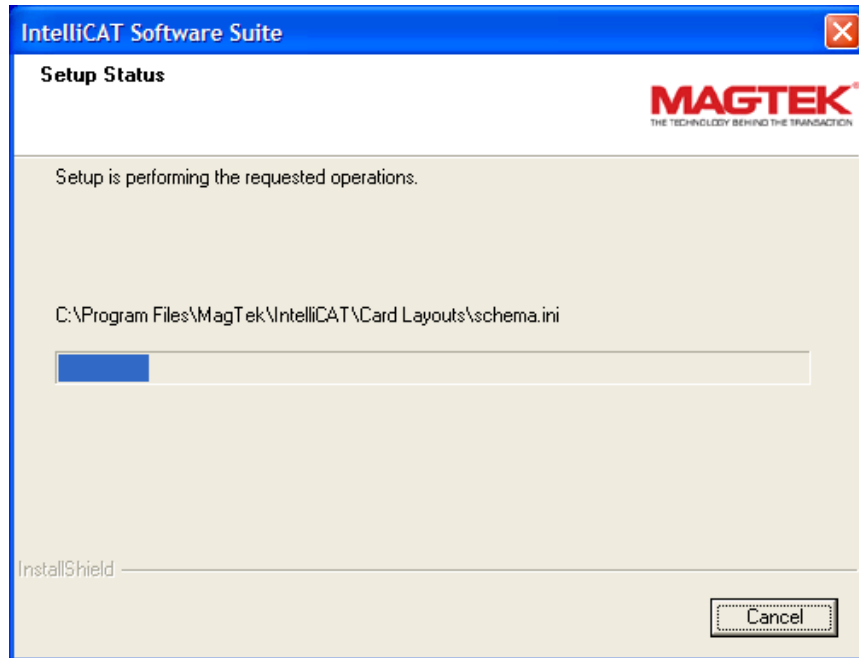 IntelliCAT Software Suite
Setup Status
MAGTEK®
THE TECHNOLOGY BEHIND THE TRANSACTION
Setup is performing the requested operations.
C:\Program Files\MagTek\IntelliCAT\Card Layouts\schema.ini
InstallShield
Cancel